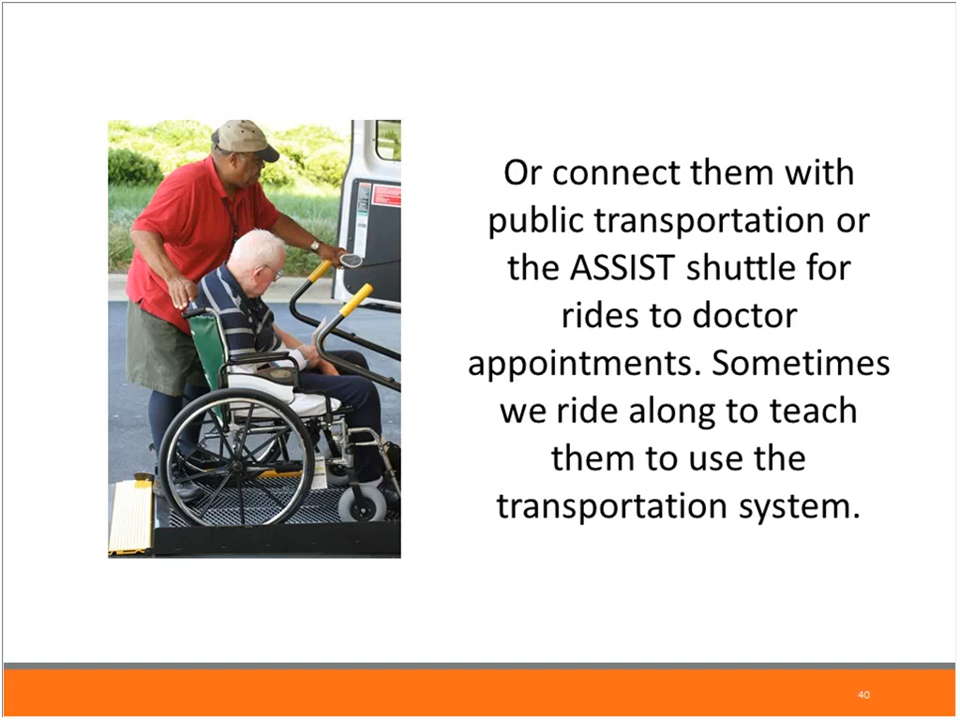 Or connect them with
public transportation or
the ASSIST shuttle for
rides to doctor
appointments. Sometimes
we ride along to teach
them to use the
transportation system.
40